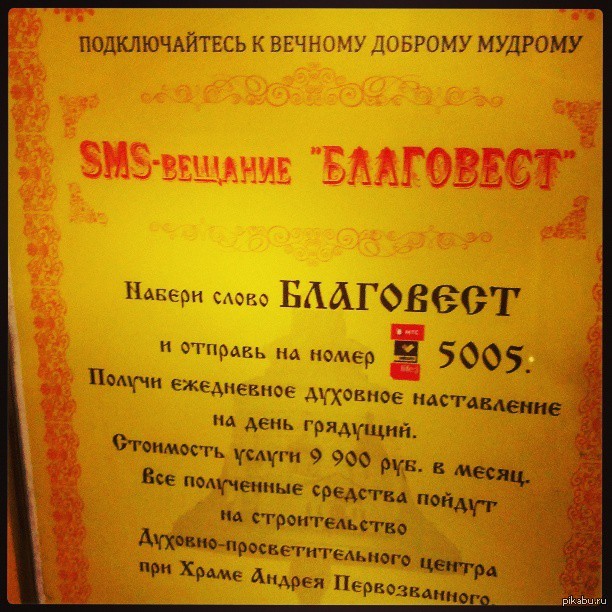 ПОДКЛЮЧАЙТЕСЬ К ВЕЧНОМУ ДОБРОМУ МУДРОМУ
SMS-ВЕЩАНИЕ "БЛАГОВЕСТ"
Набери слово БЛАГОВЕСТ
и отправь на номер МТС 5005.
Получи ежедневное духовное наставление
на день грядущий.
Стоимость услуги 9 900 руб. в месяц.
Все полученные средства пойдут
на строительство
Духовно-просветительного центра
при Храме Андрея Первозванного.
pikabu.ru